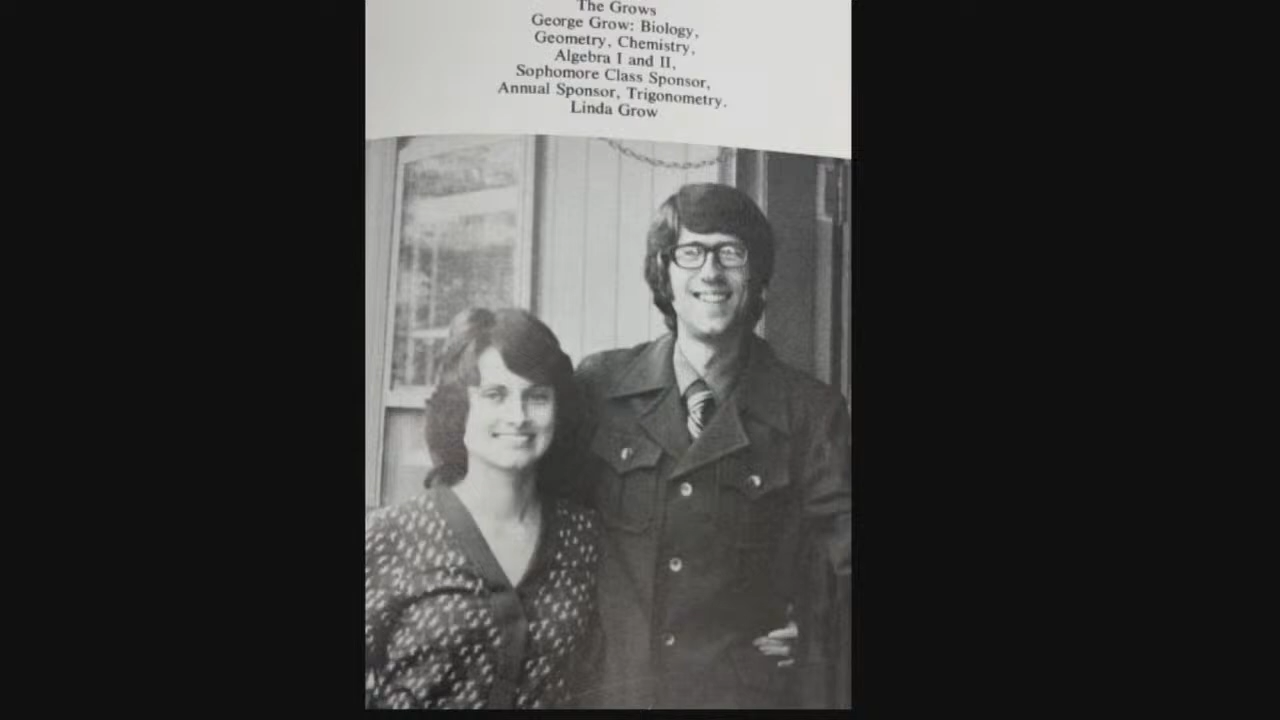 The Grows
George Grow: Biology,
Geometry, Chemistry,
Algebra I and II,
Sophomore Class Sponsor,
Annual Sponsor, Trigonometry.
Linda Grow